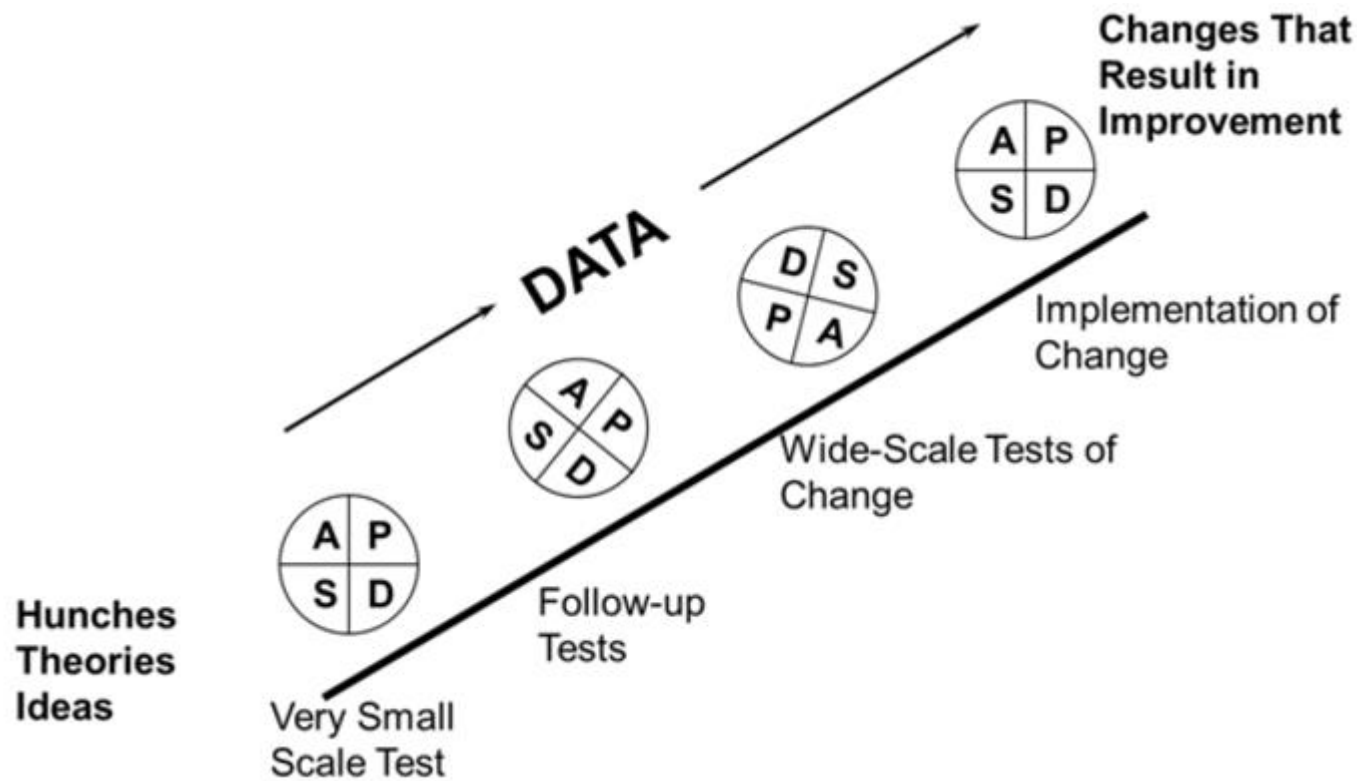 Changes That
Result in
Improvement
A P
S D
DATA
D S
P A
Implementation of
Change
A P
S D
Wide-Scale Tests of
Change
A P
S D
Follow-up
Tests
Hunches
Theories
Ideas
Very Small
Scale Test